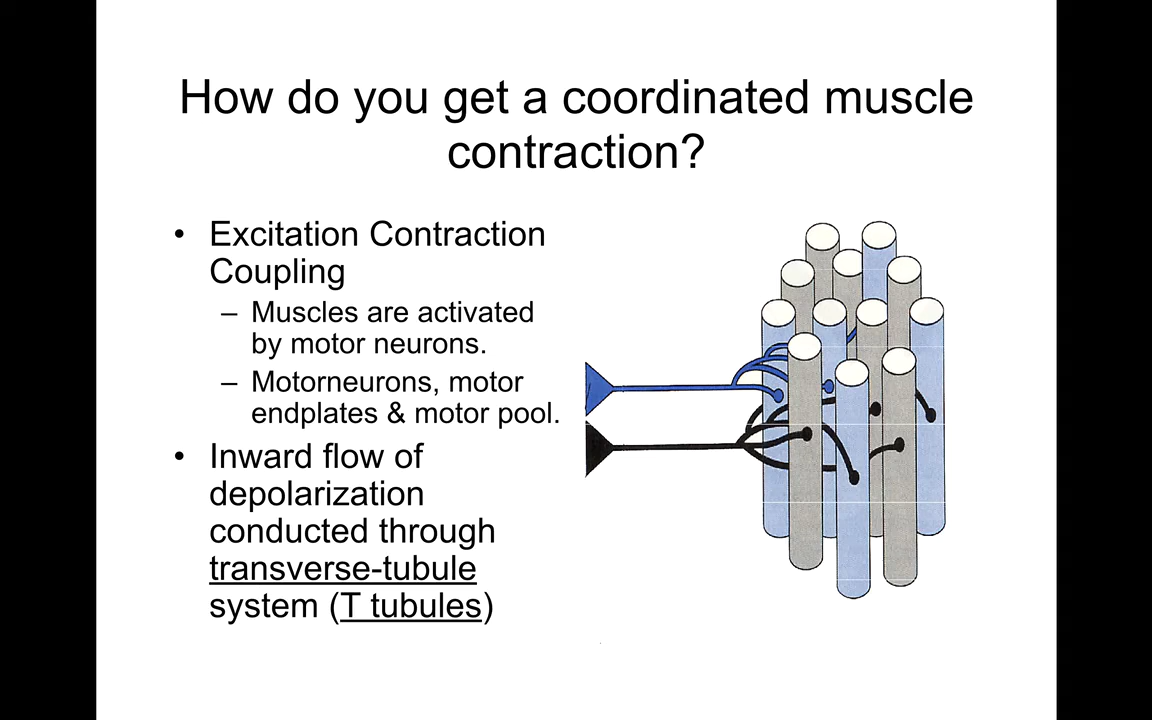 How do you get a coordinated muscle
contraction?
• Excitation Contraction
Coupling
– Muscles are activated
by motor neurons.
– Motorneurons, motor
endplates & motor pool.
• Inward flow of
depolarization
conducted through
transverse-tubule
system (T tubules)